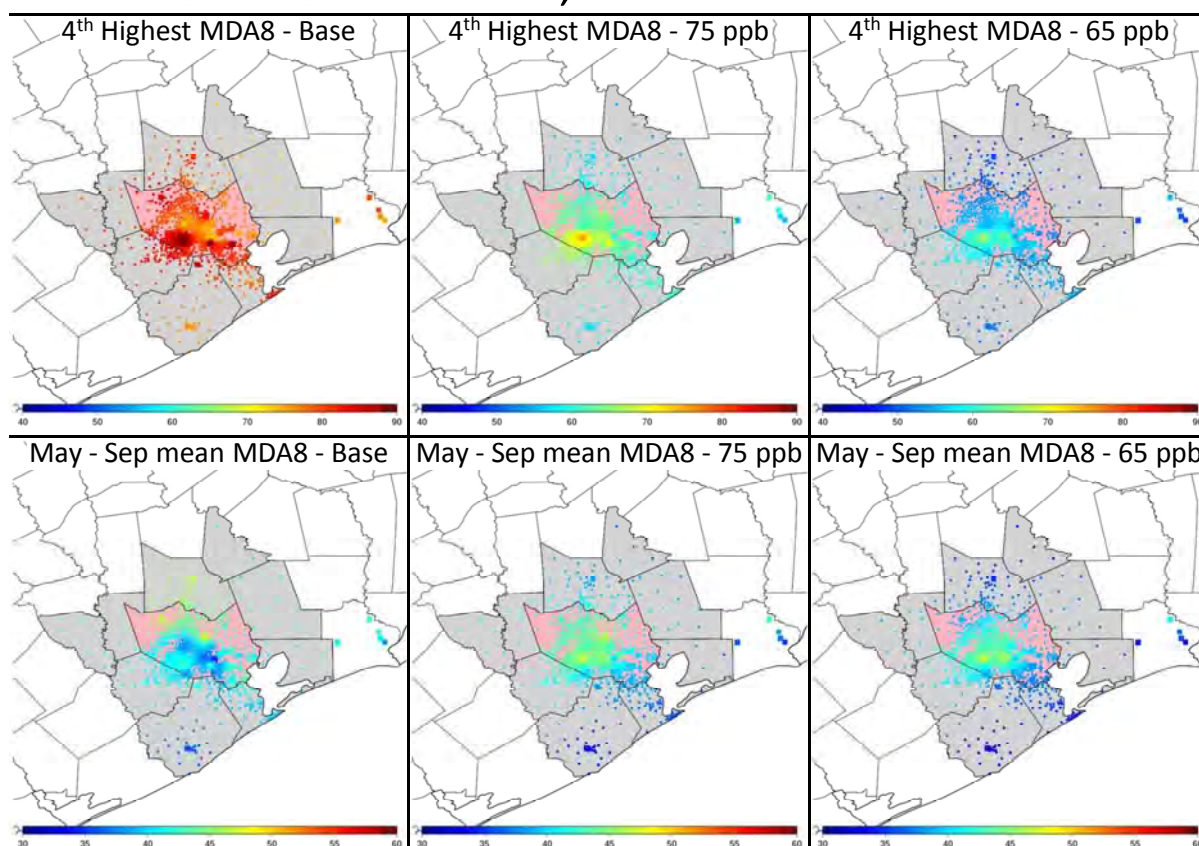 4th Highest MDA8 - Base
4th Highest MDA8 - 75 ppb
4th Highest MDA8 - 65 ppb
40 50 60 70 80 90
40 50 60 70 80 90
40 50 60 70 80 90
May - Sep mean MDA8 - Base
May - Sep mean MDA8 - 75 ppb
May - Sep mean MDA8 - 65 ppb
30 35 40 45 50 55 60
30 35 40 45 50 55 60
30 35 40 45 50 55 60